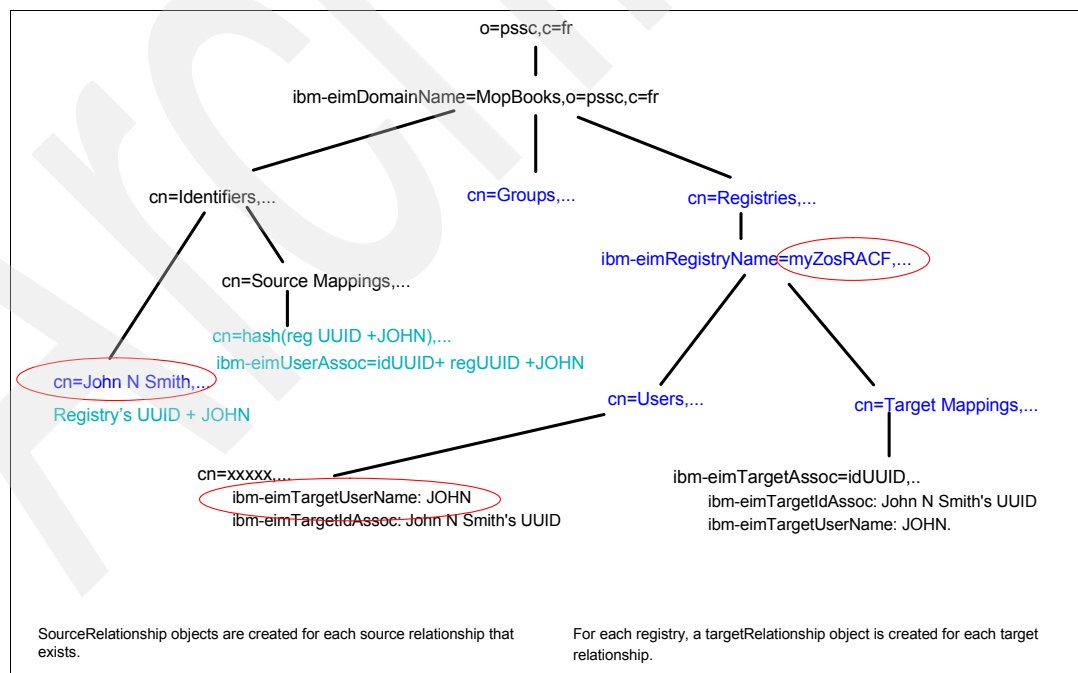 o=pssc,c=fr
ibm-eimDomainName=MopBooks,o=pssc,c=fr
cn=Identifiers,...
cn=Groups,...
cn=Registries,...
ibm-eimRegistryName=myZosRACF,...
cn=Source Mappings,...
cn=hash(reg UUID +JOHN),...
ibm-eimUserAssoc=idUUID+ regUUID +JOHN
cn=John N Smith,...
Registry's UUID + JOHN
cn=Users,...
cn=Target Mappings,...
cn=xxxxx,...
ibm-eimTargetUserName: JOHN
ibm-eimTargetIdAssoc: John N Smith's UUID
ibm-eimTargetAssoc=idUUID,..
ibm-eimTargetIdAssoc: John N Smith's UUID
ibm-eimTargetUserName: JOHN.
SourceRelationship objects are created for each source relationship that
exists.
For each registry, a targetRelationship object is created for each target
relationship.